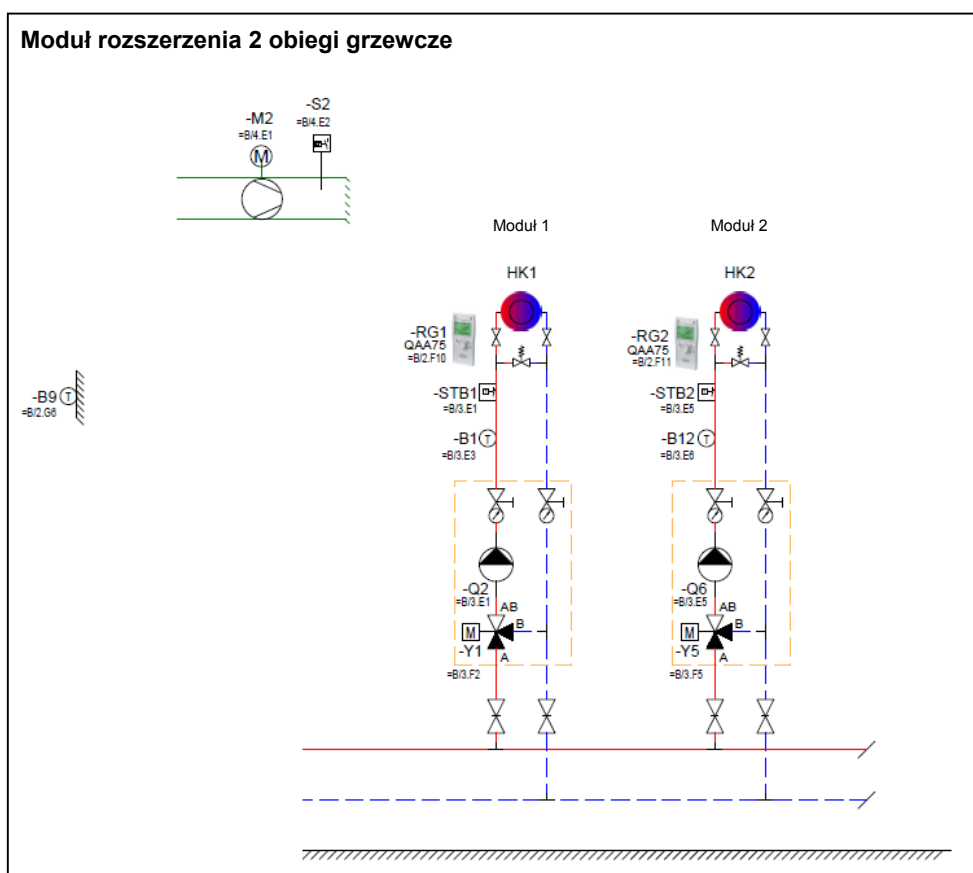 Moduł rozszerzenia 2 obiegi grzewcze
-S2
=B/4.E2
-M2
=B/4.E1
M
Moduł 1
Moduł 2
HK1
HK2
-RG1
QAA75
=B/2.F10
-RG2
QAA75
=B/2.F11
-STB1
=B/3.E1
-STB2
=B/3.E5
-B9
T
=B/2.G6
-B1
T
=B/3.E3
-B12
T
=B/3.E6
-Q2
=B/3.E1
-Q6
=B/3.E5
AB
B
M
-Y1
A
=B/3.F2
AB
B
M
-Y5
A
=B/3.F5